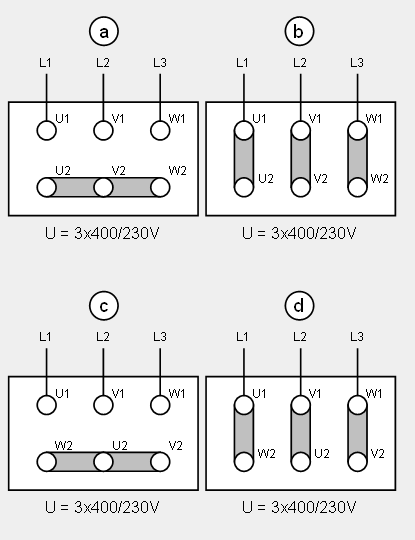 a b
L1 L2 L3 L1 L2 L3
U1 V1 W1 U1 V1 W1
U2 V2 W2 U2 V2 W2
U = 3x400/230V U = 3x400/230V
c d
L1 L2 L3 L1 L2 L3
U1 V1 W1 U1 V1 W1
W2 U2 V2 W2 U2 V2
U = 3x400/230V U = 3x400/230V